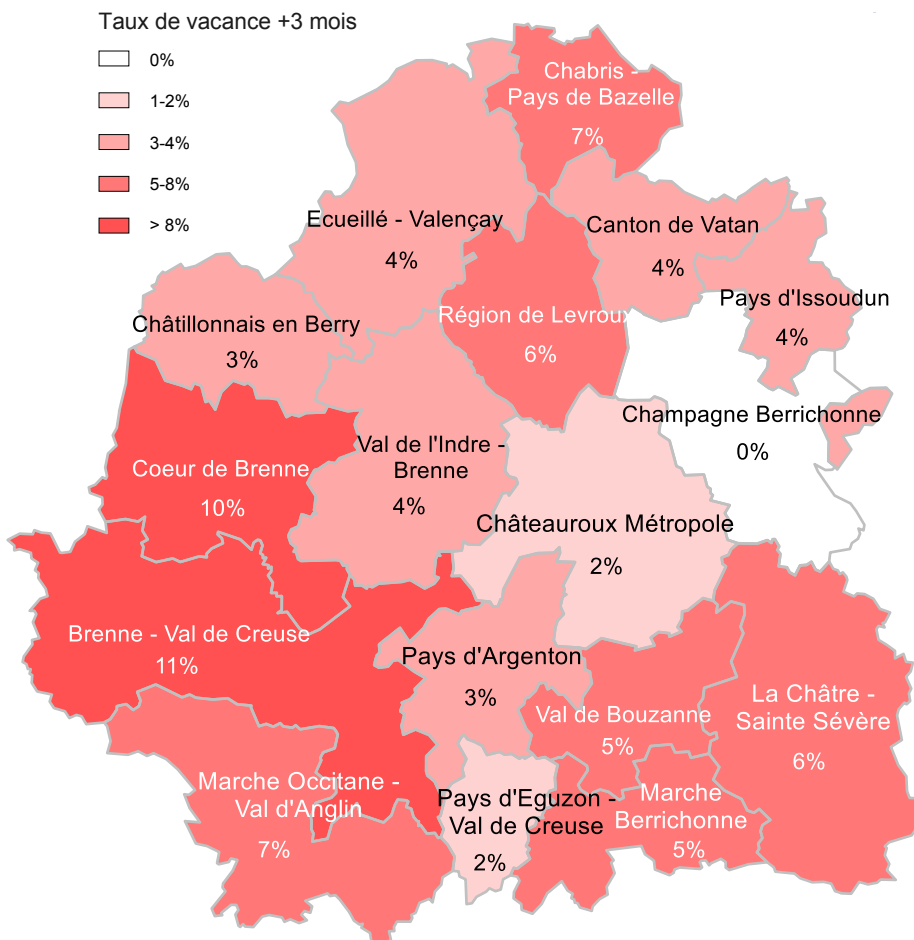 Taux de vacance +3 mois
0%
1-2%
3-4%
5-8%
> 8%
Chabris -
Pays de Bazelle
7%
Ecueillé - Valençay
4%
Canton de Vatan
4%
Pays d'Issoudun
4%
Châtillonnais en Berry
3%
Région de Levroux
6%
Champagne Berrichonne
0%
Val de l'Indre -
Brenne
4%
Coeur de Brenne
10%
Châteauroux Métropole
2%
Brenne - Val de Creuse
11%
Pays d'Argenton
3%
Val de Bouzanne
5%
La Châtre -
Sainte Sévère
6%
Marche Occitane -
Val d'Anglin
7%
Pays d'Eguzon -
Val de Creuse
2%
Marche
Berrichonne
5%